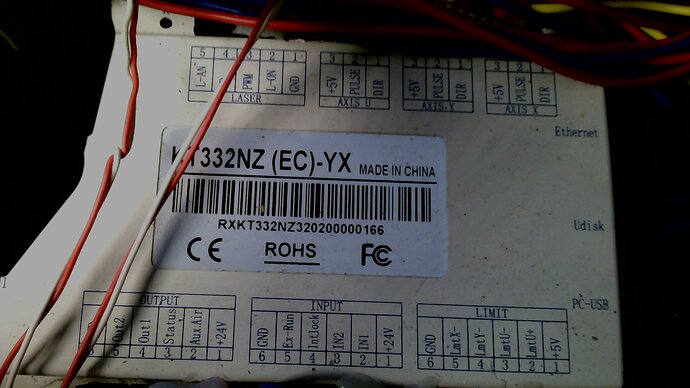 5 4 3 2 1
L-AN PWM L-ON GND
LASER
3 2 1
+5V PULSE DIR
AXIS U
3 2 1
+5V PULSE DIR
AXIS Y
3 2 1
+5V PULSE DIR
AXIS X
Ethernet
KT332NZ (EC)-YX MADE IN CHINA
RXKT332NZ320200000166
Udisk
CE ROHS FC
PC-USB
OUTPUT
Out2 Out1 Status Aux.Air +24V
5 4 3 2 1
INPUT
GND Ex-Run IntLock IN2 IN1 +24V
6 5 4 3 2 1
LIMIT
GND LmtX- LmtY- LmtU- LmtU+ +5V
6 5 4 3 2 1